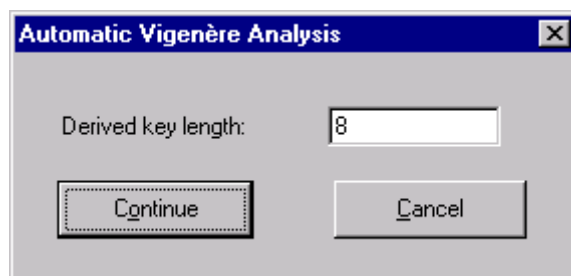 Automatic Vigenère Analysis
Derived key length: 8
Continue Cancel